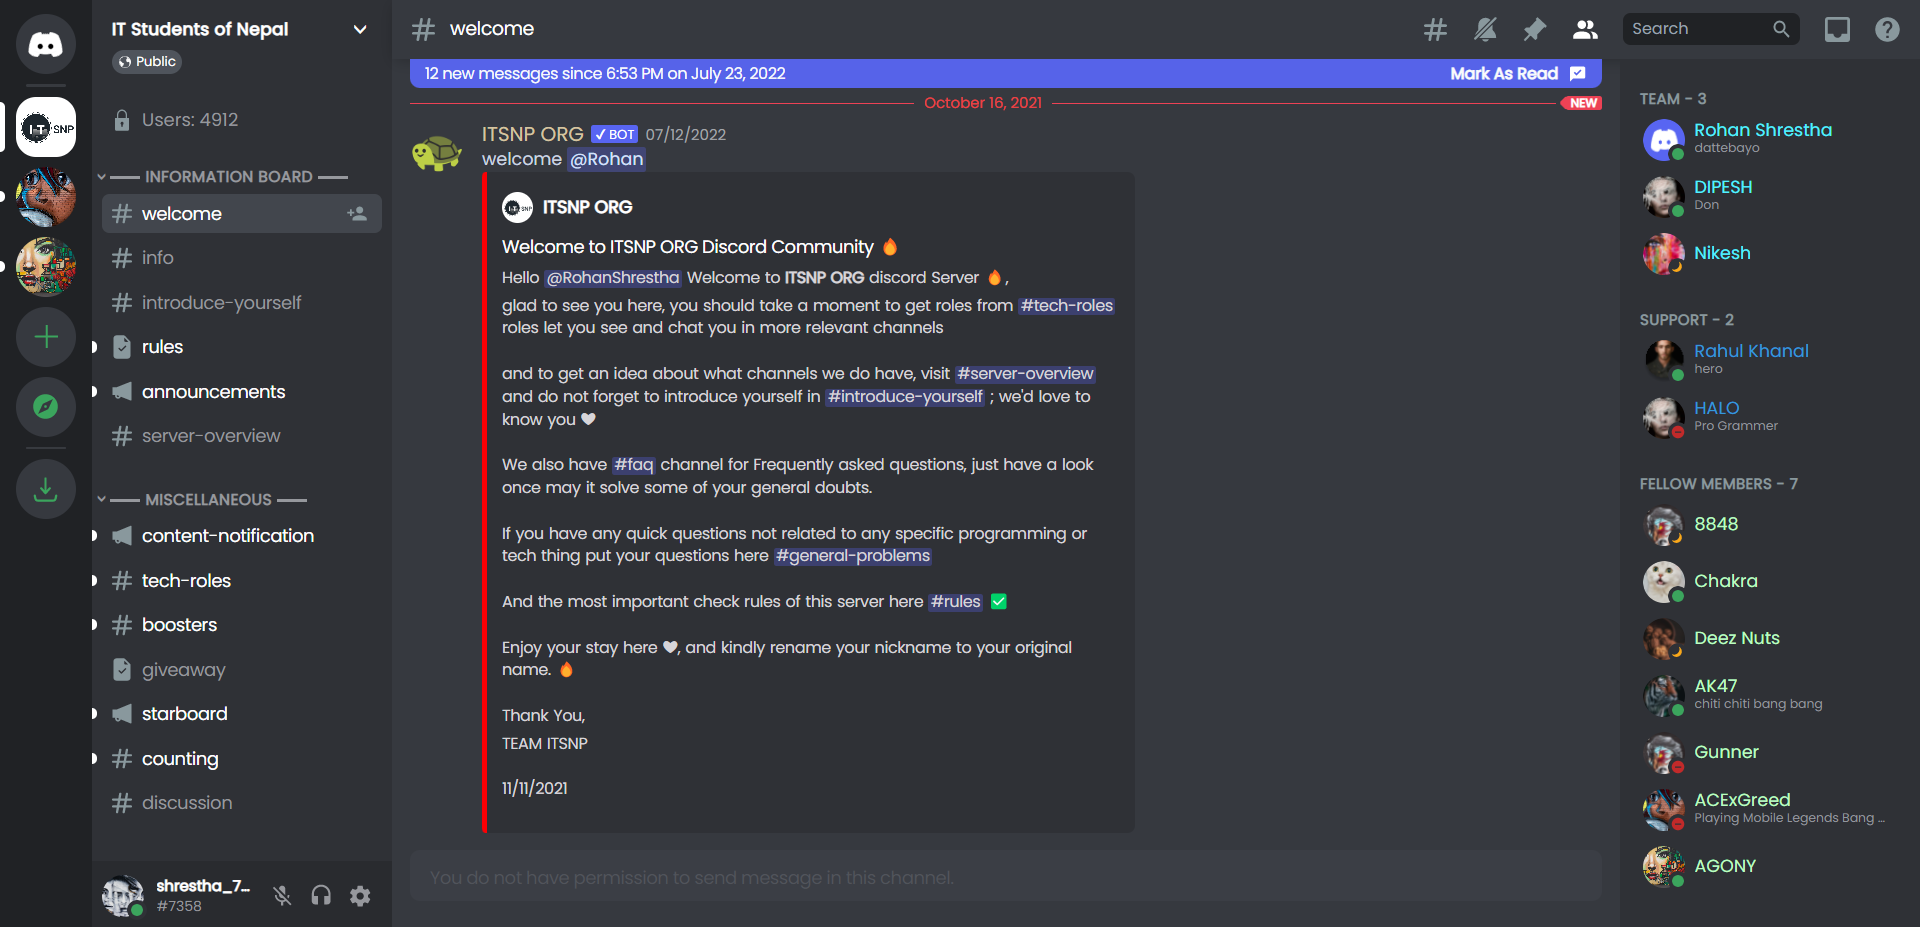 IT Students of Nepal
Public
Users: 4912
INFORMATION BOARD
welcome
info
introduce-yourself
rules
announcements
server-overview
MISCELLANEOUS
content-notification
tech-roles
boosters
giveaway
starboard
counting
discussion
shrestha_7...
#7358
welcome
Search
12 new messages since 6:53 PM on July 23, 2022
Mark As Read
October 16, 2021
NEW
ITSNP ORG ✓ BOT 07/12/2022
welcome @Rohan
ITSNP ORG
Welcome to ITSNP ORG Discord Community 🔥
Hello @RohanShrestha Welcome to ITSNP ORG discord Server 🔥,
glad to see you here, you should take a moment to get roles from #tech-roles
roles let you see and chat you in more relevant channels
and to get an idea about what channels we do have, visit #server-overview
and do not forget to introduce yourself in #introduce-yourself ; we'd love to
know you 🤍
We also have #faq channel for Frequently asked questions, just have a look
once may it solve some of your general doubts.
If you have any quick questions not related to any specific programming or
tech thing put your questions here #general-problems
And the most important check rules of this server here #rules ✅
Enjoy your stay here 🤍, and kindly rename your nickname to your original
name. 🔥
Thank You,
TEAM ITSNP
11/11/2021
You do not have permission to send message in this channel.
TEAM - 3
Rohan Shrestha
dattebayo
DIPESH
Don
Nikesh
SUPPORT - 2
Rahul Khanal
hero
HALO
Pro Grammer
FELLOW MEMBERS - 7
8848
Chakra
Deez Nuts
AK47
chiti chiti bang bang
Gunner
ACExGreed
Playing Mobile Legends Bang ...
AGONY
IT SNP
IT SNP